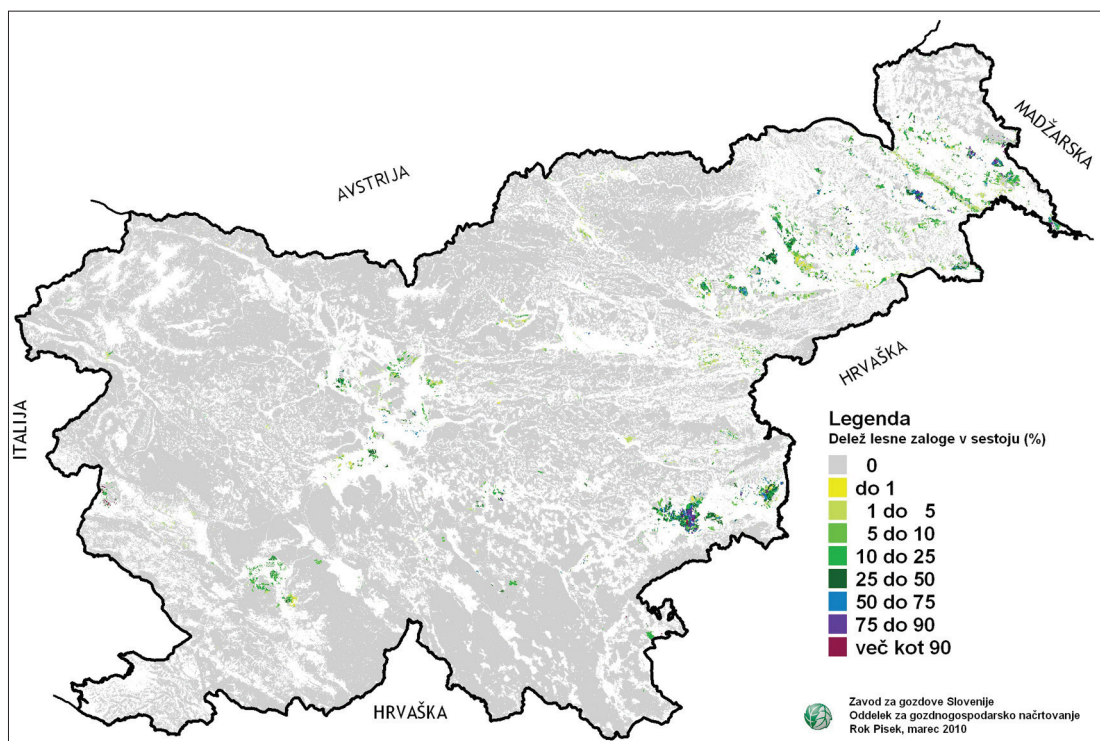 MADŽARSKA
AVSTRIJA
HRVAŠKA
ITALIJA
HRVAŠKA
Legenda
Delež lesne zaloge v sestoju (%)
0
do 1
1 do 5
5 do 10
10 do 25
25 do 50
50 do 75
75 do 90
več kot 90
Zavod za gozdove Slovenije
Oddelek za gozdnogospodarsko načrtovanje
Rok Pisek, marec 2010